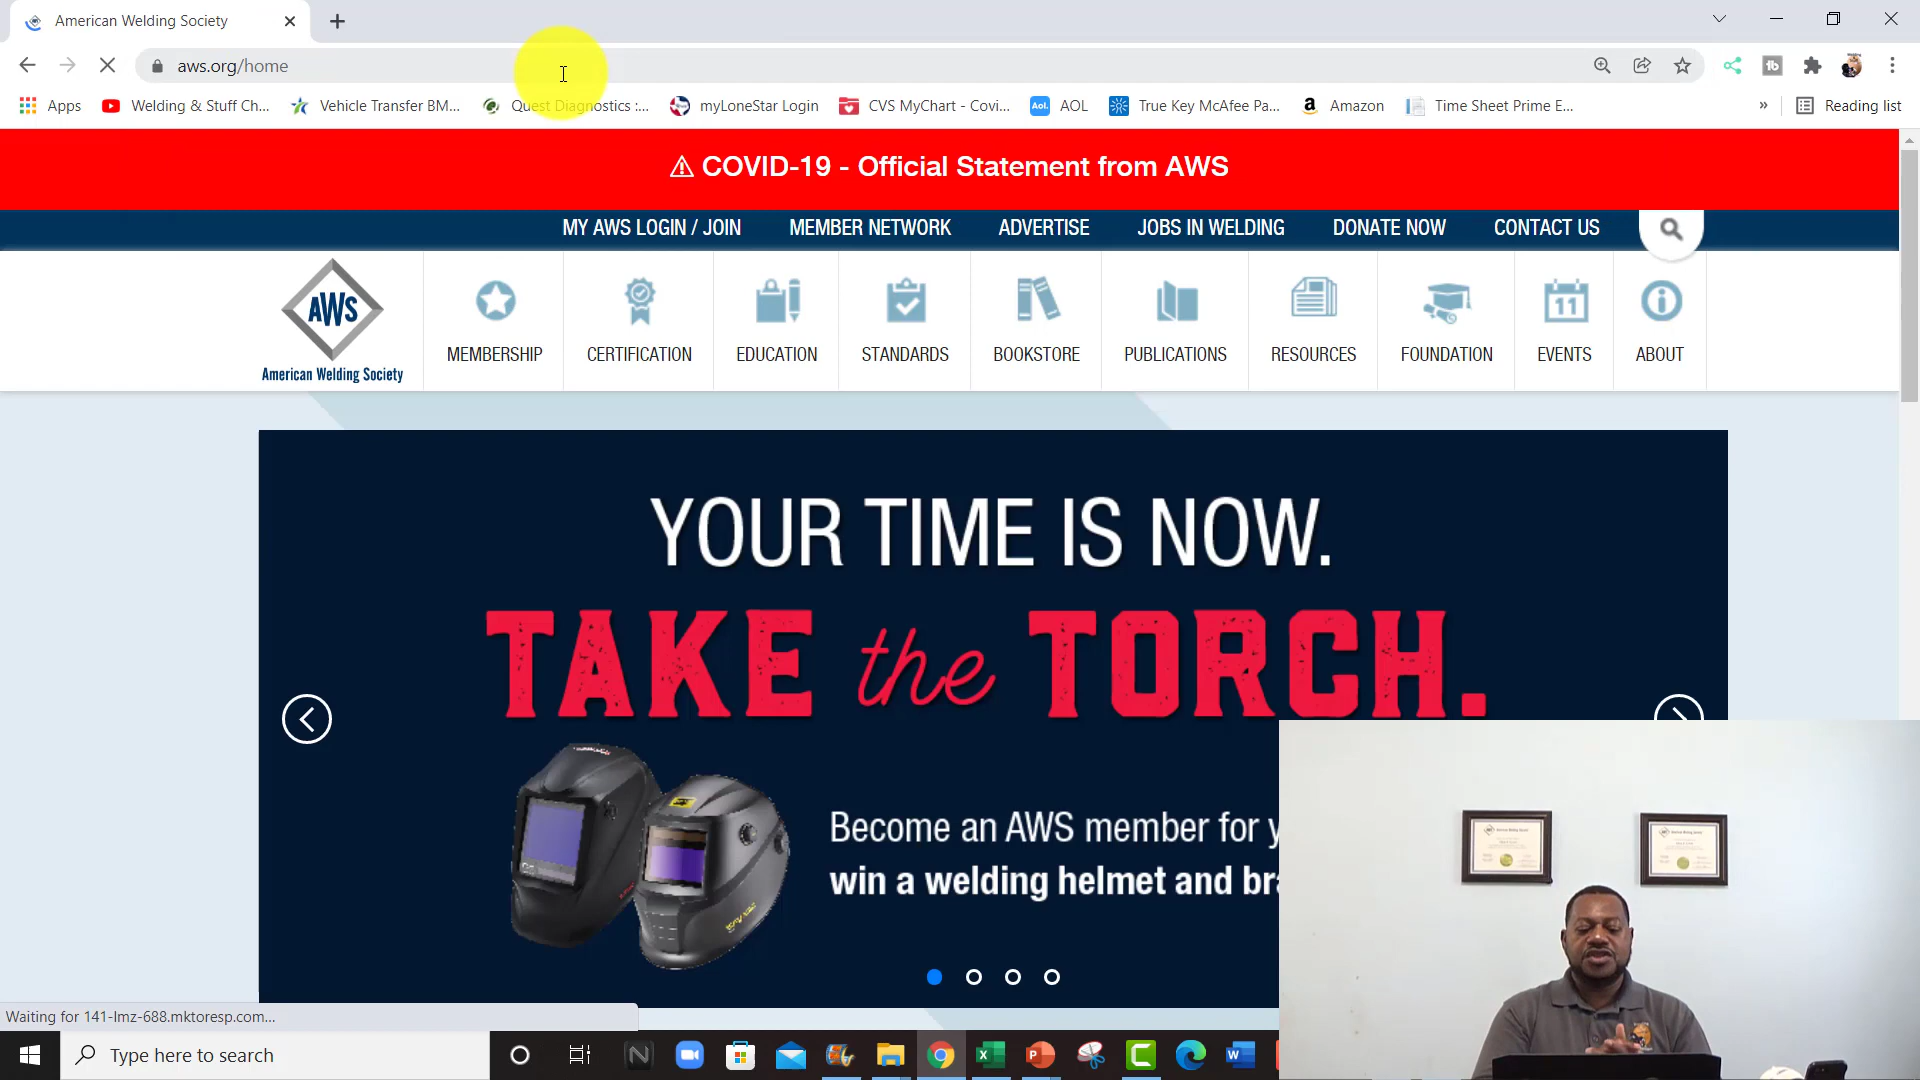 American Welding Society
aws.org/home
Apps
Welding & Stuff Ch...
Vehicle Transfer BM...
Quest Diagnostics :...
myLoneStar Login
CVS MyChart - Covi...
Aol.
AOL
True Key McAfee Pa...
Amazon
Time Sheet Prime E...
»
Reading list
COVID-19 - Official Statement from AWS
MY AWS LOGIN / JOIN
MEMBER NETWORK
ADVERTISE
JOBS IN WELDING
DONATE NOW
CONTACT US
AWS
American Welding Society
MEMBERSHIP
CERTIFICATION
EDUCATION
STANDARDS
BOOKSTORE
PUBLICATIONS
RESOURCES
FOUNDATION
11
EVENTS
ABOUT
YOUR TIME IS NOW.
TAKE the TORCH.
Become an AWS member for y
win a welding helmet and bra
Waiting for 141-lmz-688.mktoresp.com...
Type here to search